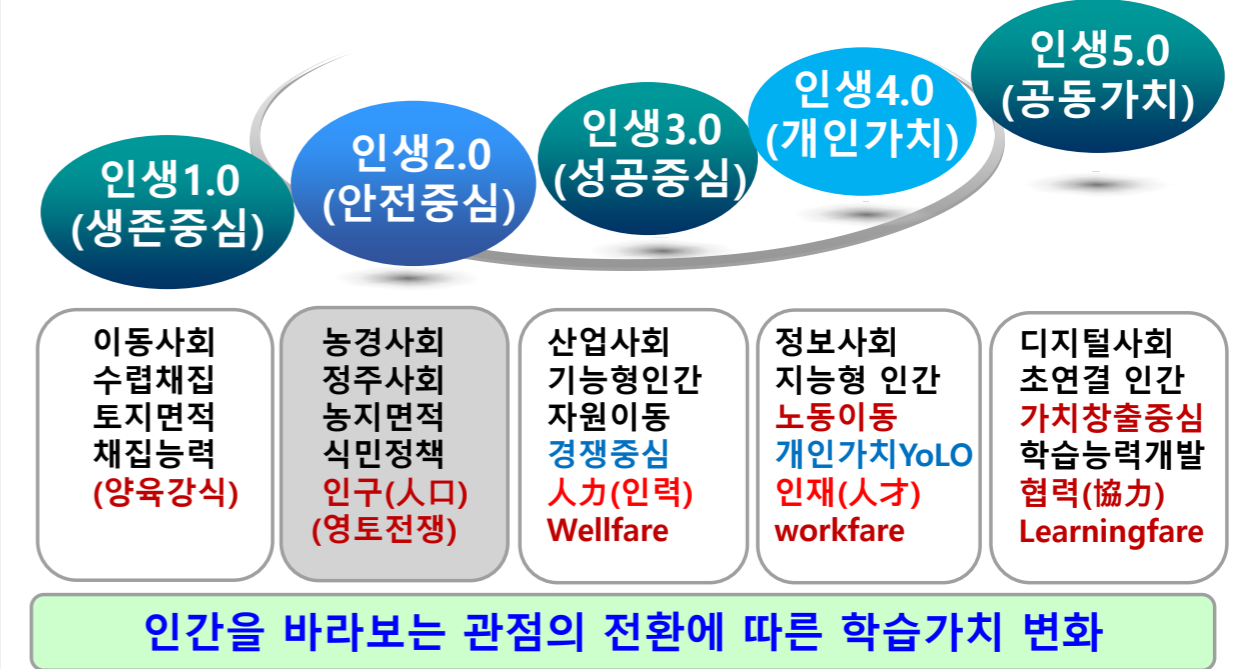 인생1.0
(생존중심)
인생2.0
(안전중심)
인생3.0
(성공중심)
인생4.0
(개인가치)
인생5.0
(공동가치)
이동사회
수렵채집
토지면적
채집능력
(양육강식)
농경사회
정주사회
농지면적
식민정책
인구(人口)
(영토전쟁)
산업사회
기능형인간
자원이동
경쟁중심
人力(인력)
Wellfare
정보사회
지능형 인간
노동이동
개인가치YoLO
인재(人才)
workfare
디지털사회
초연결 인간
가치창출중심
학습능력개발
협력(協力)
Learningfare
인간을 바라보는 관점의 전환에 따른 학습가치 변화